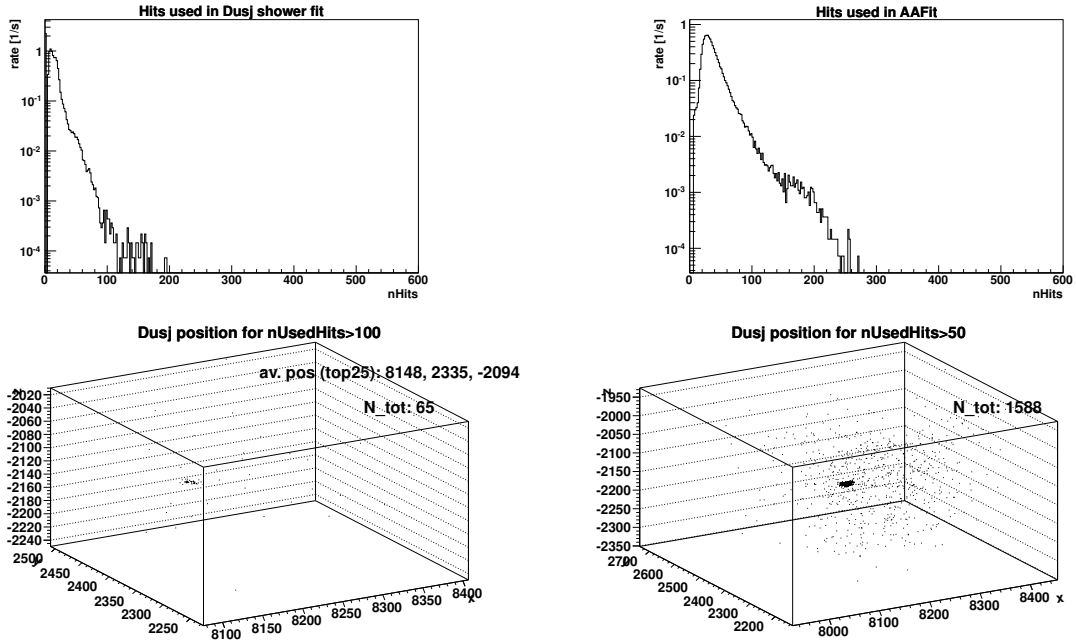 Hits used in Dusj shower fit
rate [1/s]
1
10-1
10-2
10-3
10-4
0 100 200 300 400 500 600
nHits
Hits used in AAFit
rate [1/s]
1
10-1
10-2
10-3
10-4
0 100 200 300 400 500 600
nHits
Dusj position for nUsedHits>100
av. pos (top25): 8148, 2335, -2094
N_tot: 65
z
-2020
-2040
-2060
-2080
-2100
-2120
-2140
-2160
-2180
-2200
-2220
-2240
2500
y
2450
2400
2350
2300
2250
8100 8150 8200 8250 8300 8350 8400
x
Dusj position for nUsedHits>50
N_tot: 1588
z
-1950
-2000
-2050
-2100
-2150
-2200
-2250
-2300
-2350
2700
y
2600
2500
2400
2300
2200
8000 8100 8200 8300 8400
x